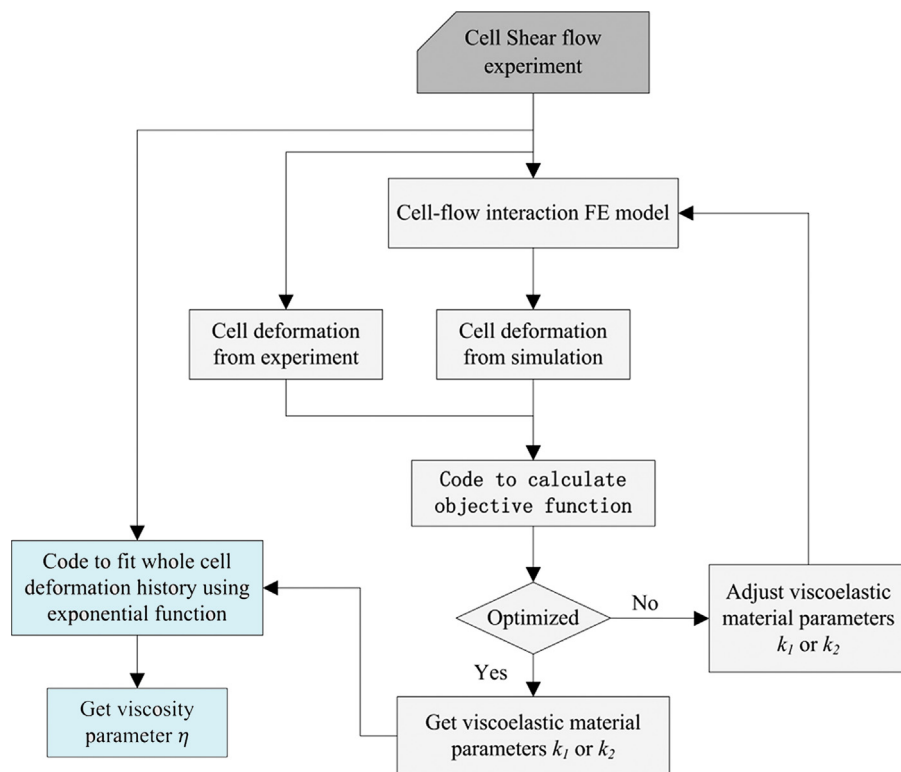 Cell Shear flow
experiment
Cell-flow interaction FE model
Cell deformation
from experiment
Cell deformation
from simulation
Code to calculate
objective function
Code to fit whole cell
deformation history using
exponential function
Optimized
No
Adjust viscoelastic
material parameters
k₁ or k₂
Yes
Get viscosity
parameter η
Get viscoelastic material
parameters k₁ or k₂